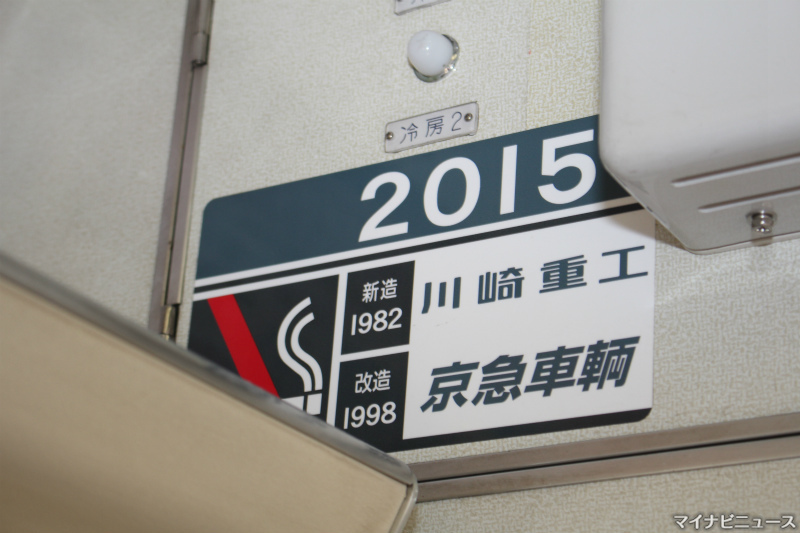 冷房2
2015
新造
1982
川崎重工
改造
1998
京急車輌
マイナビニュース